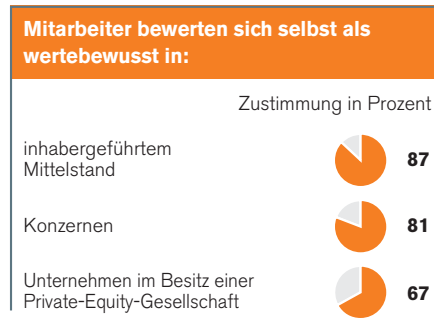 Mitarbeiter bewerten sich selbst als
wertebewusst in:
Zustimmung in Prozent
inhabergeführtem
Mittelstand
87
Konzernen
81
Unternehmen im Besitz einer
Private-Equity-Gesellschaft
67